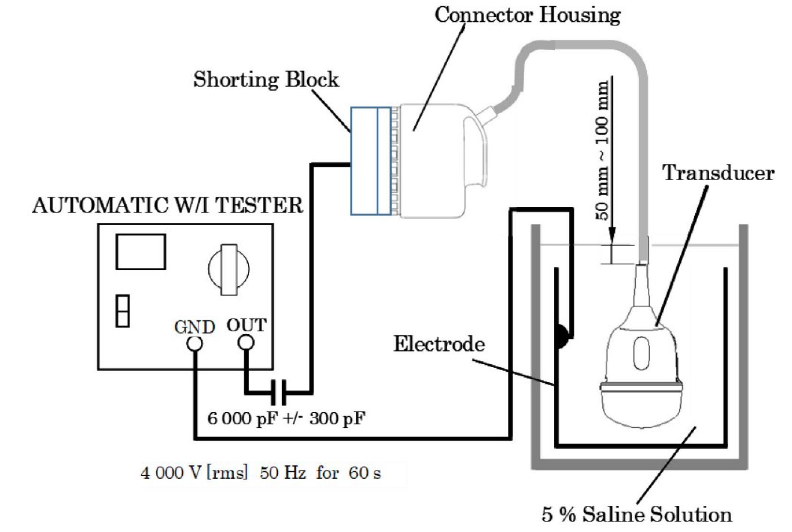 Connector Housing
Shorting Block
50 mm ~ 100 mm
Transducer
AUTOMATIC W/I TESTER
GND OUT
Electrode
6 000 pF +/- 300 pF
4 000 V [rms] 50 Hz for 60 s
5 % Saline Solution